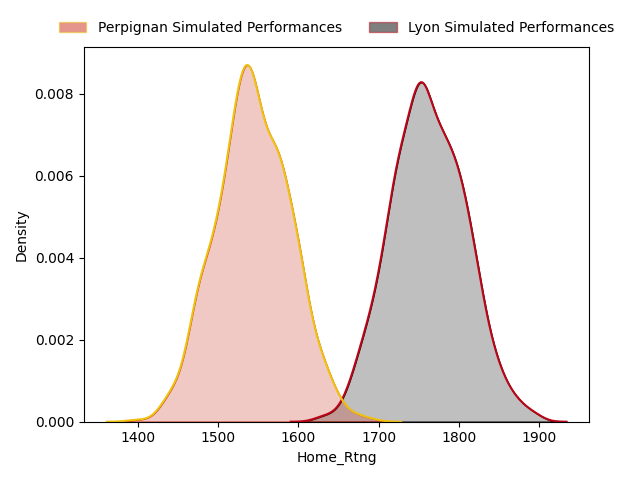 Perpignan Simulated Performances
Lyon Simulated Performances
0.008
0.006
0.004
0.002
0.000
Density
1400
1500
1600
1700
1800
1900
Home_Rtng